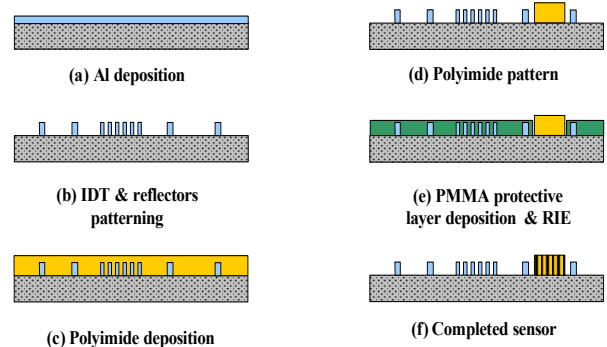 (a) Al deposition
(b) IDT & reflectors
patterning
(c) Polyimide deposition
(d) Polyimide pattern
(e) PMMA protective
layer deposition & RIE
(f) Completed sensor